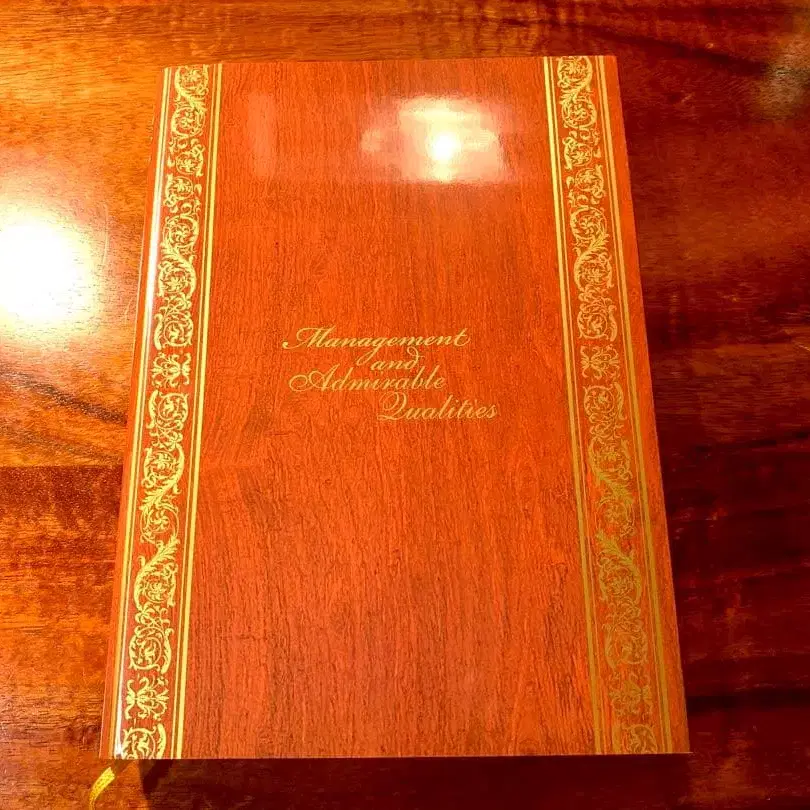 Management
and
Admirable
Qualities